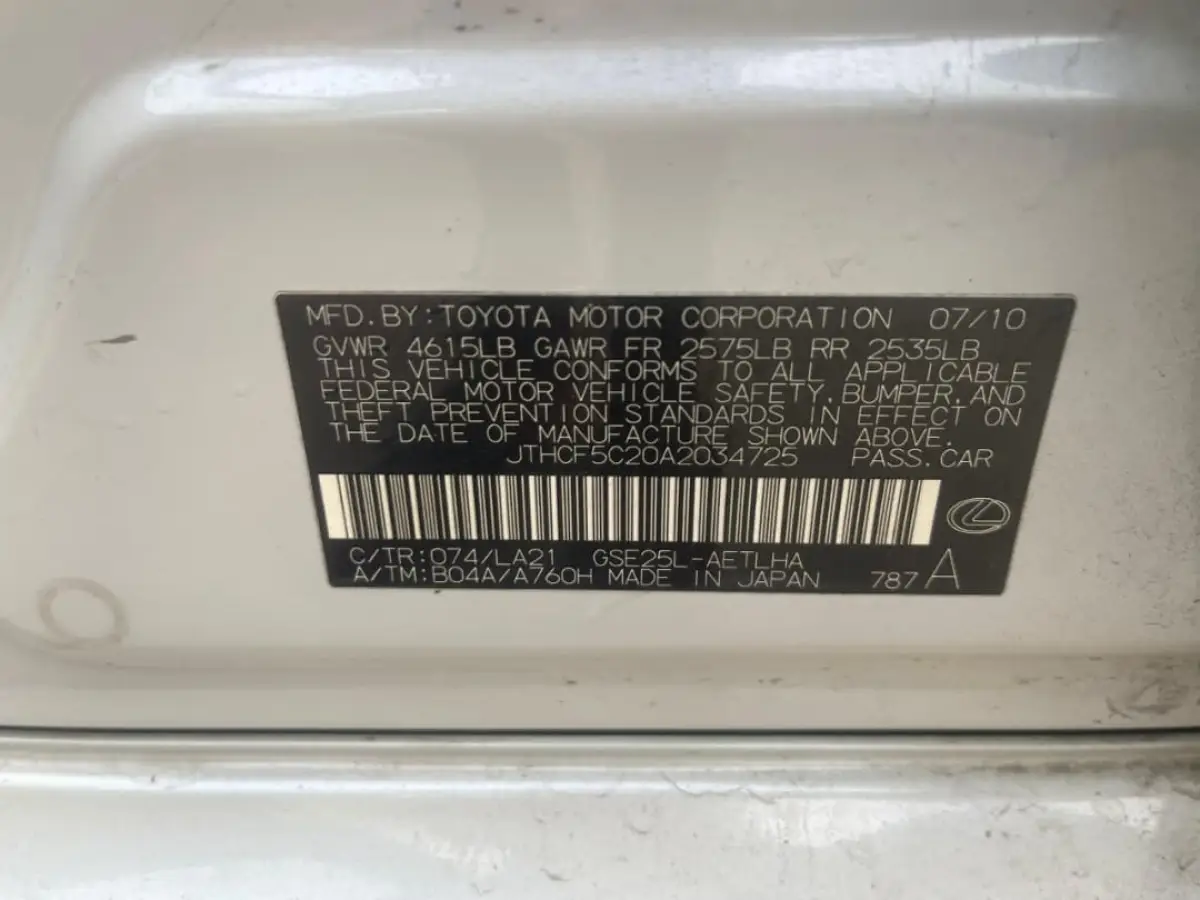 MFD.BY:TOYOTA MOTOR CORPORATION 07/10
GVWR 4615LB GAWR FR 2575LB RR 2535LB
THIS VEHICLE CONFORMS TO ALL APPLICABLE
FEDERAL MOTOR VEHICLE SAFETY,BUMPER,AND
THEFT PREVENTION STANDARDS IN EFFECT ON
THE DATE OF MANUFACTURE SHOWN ABOVE.
JTHCF5C20A2034725 PASS.CAR
C/TR:074/LA21 GSE25L-AETLHA
A/TM:B04A/A760H MADE IN JAPAN 787A